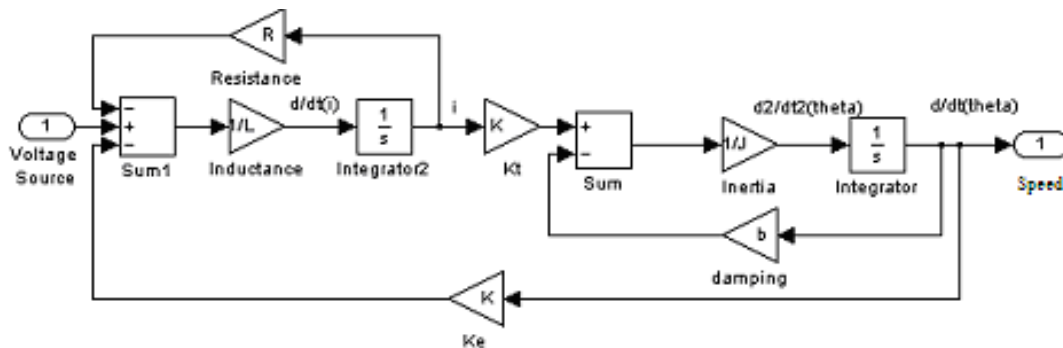 R
Resistance
d/dt(i)
i
d2/dt2(theta)
d/dt(theta)
1
Voltage
Source
−
+
−
Sum1
1/L
Inductance
1
s
Integrator2
K
Kt
+
−
Sum
1/J
Inertia
1
s
Integrator
1
Speed
b
damping
K
Ke